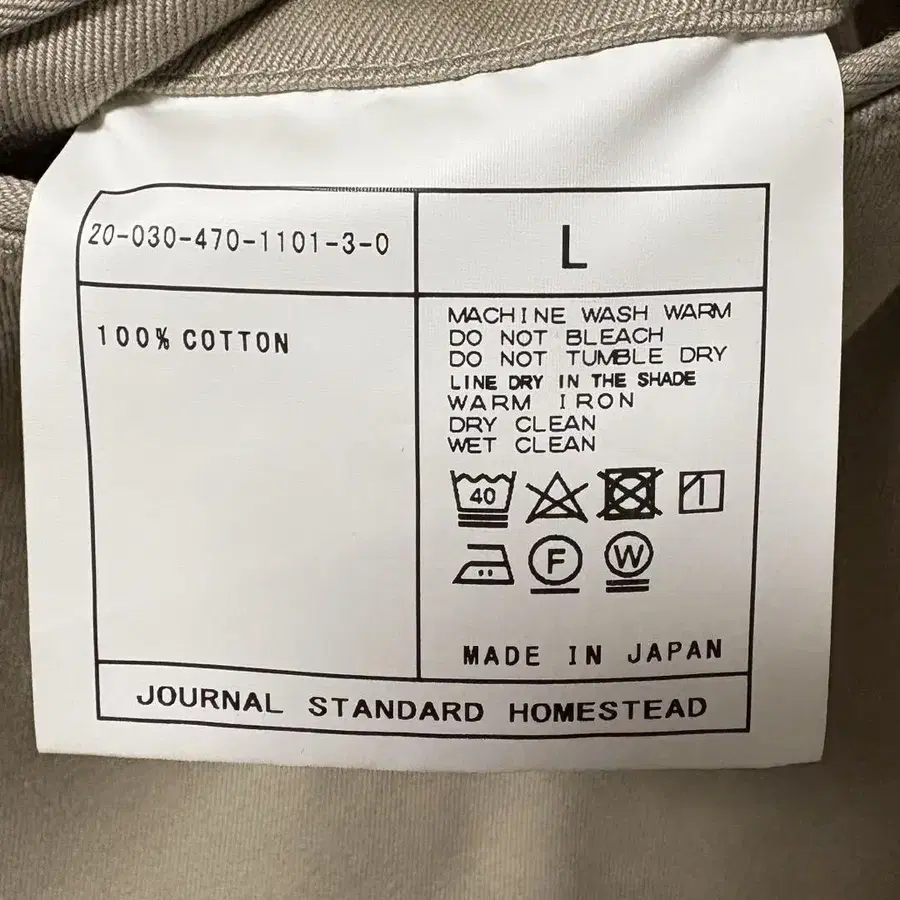 20-030-470-1101-3-0
L
100% COTTON
MACHINE WASH WARM
DO NOT BLEACH
DO NOT TUMBLE DRY
LINE DRY IN THE SHADE
WARM IRON
DRY CLEAN
WET CLEAN
40
F
W
MADE IN JAPAN
JOURNAL STANDARD HOMESTEAD